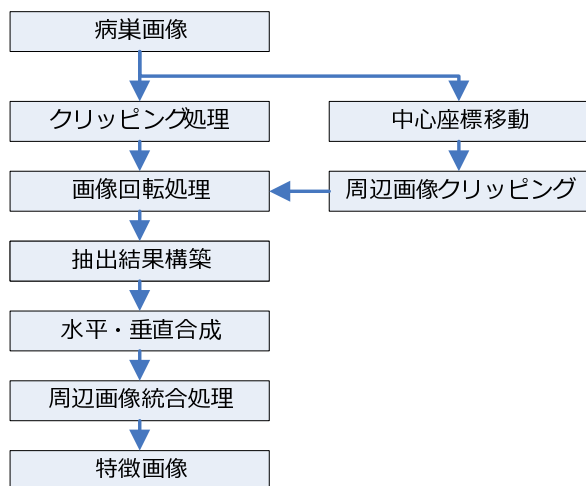 病巣画像
クリッピング処理
中心座標移動
画像回転処理
周辺画像クリッピング
抽出結果構築
水平・垂直合成
周辺画像統合処理
特徴画像